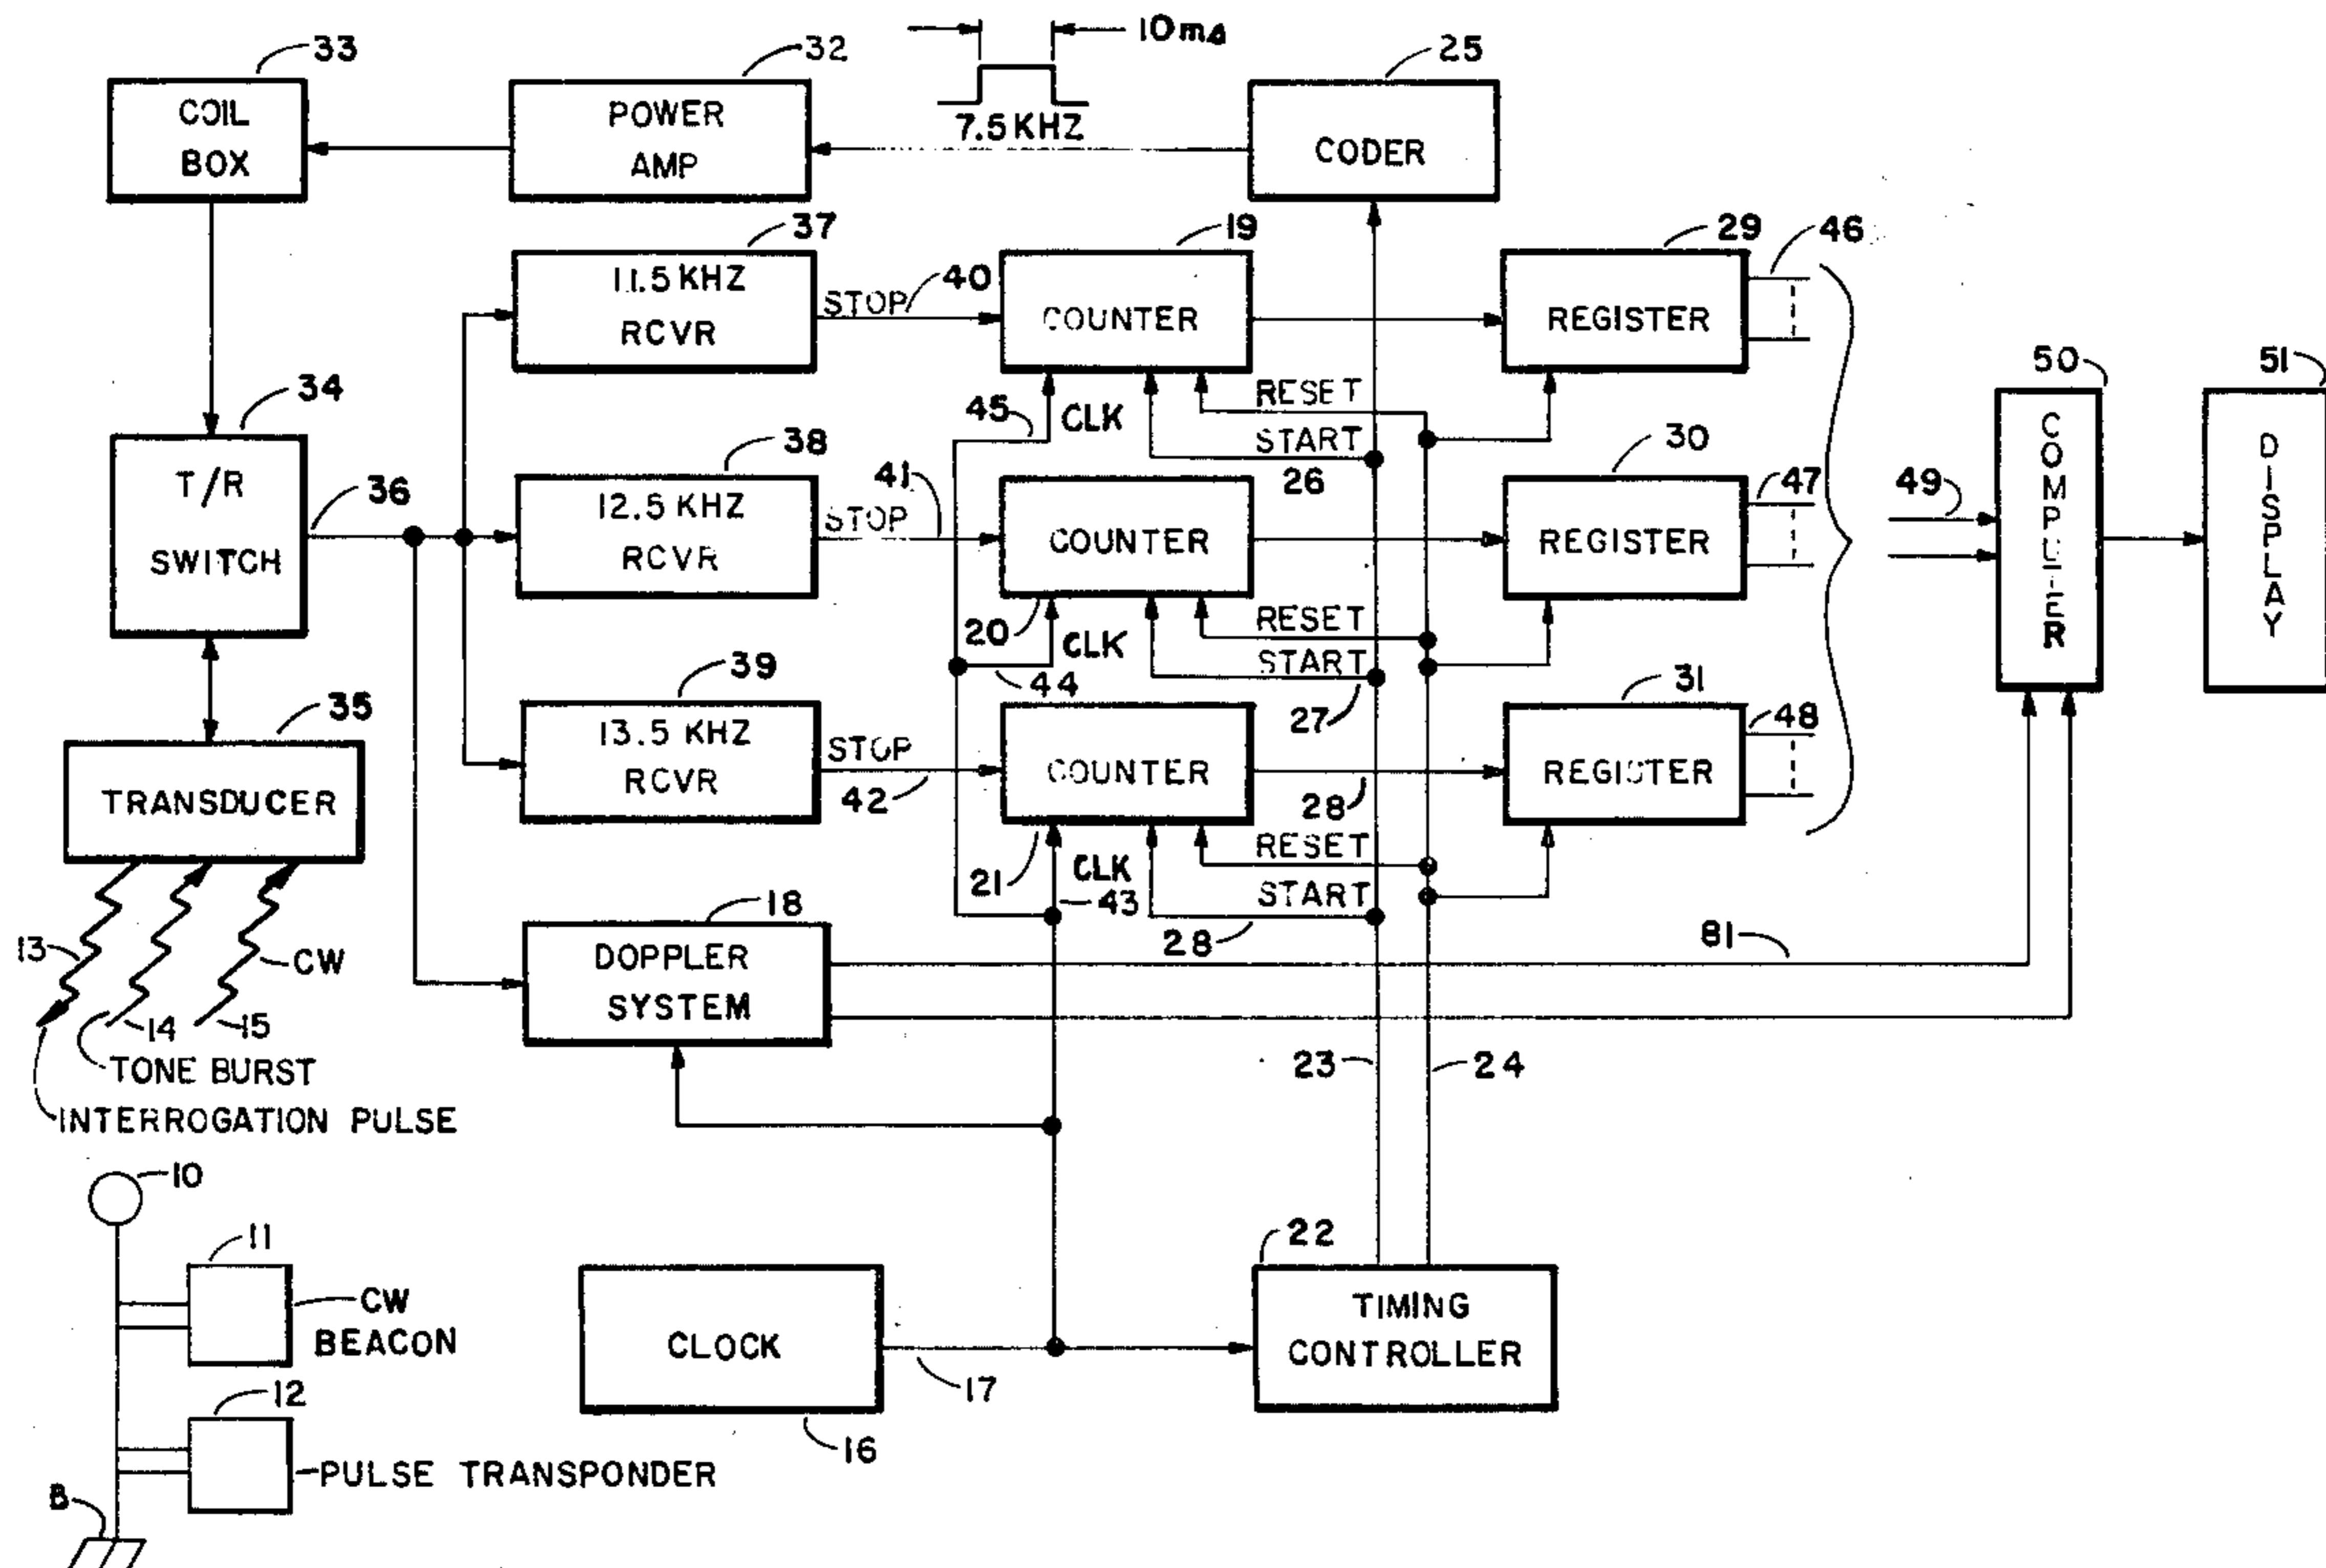 33
32
10ms
25
COIL
BOX
POWER
AMP
7.5 KHZ
CODER
37
19
29
46
11.5 KHZ
RCVR
STOP
40
COUNTER
REGISTER
34
45
CLK
RESET
START
26
50
51
T/R
SWITCH
36
38
12.5 KHZ
RCVR
41
STOP
COUNTER
30
REGISTER
47
49
COMPUTER
DISPLAY
20
CLK
44
RESET
START
27
35
TRANSDUCER
39
13.5 KHZ
RCVR
STOP
42
COUNTER
28
31
REGISTER
48
21
CLK
43
RESET
START
28
13
14
15
CW
TONE BURST
INTERROGATION PULSE
18
DOPPLER
SYSTEM
81
23
24
10
11
CW
BEACON
12
PULSE TRANSPONDER
B
CLOCK
17
16
22
TIMING
CONTROLLER